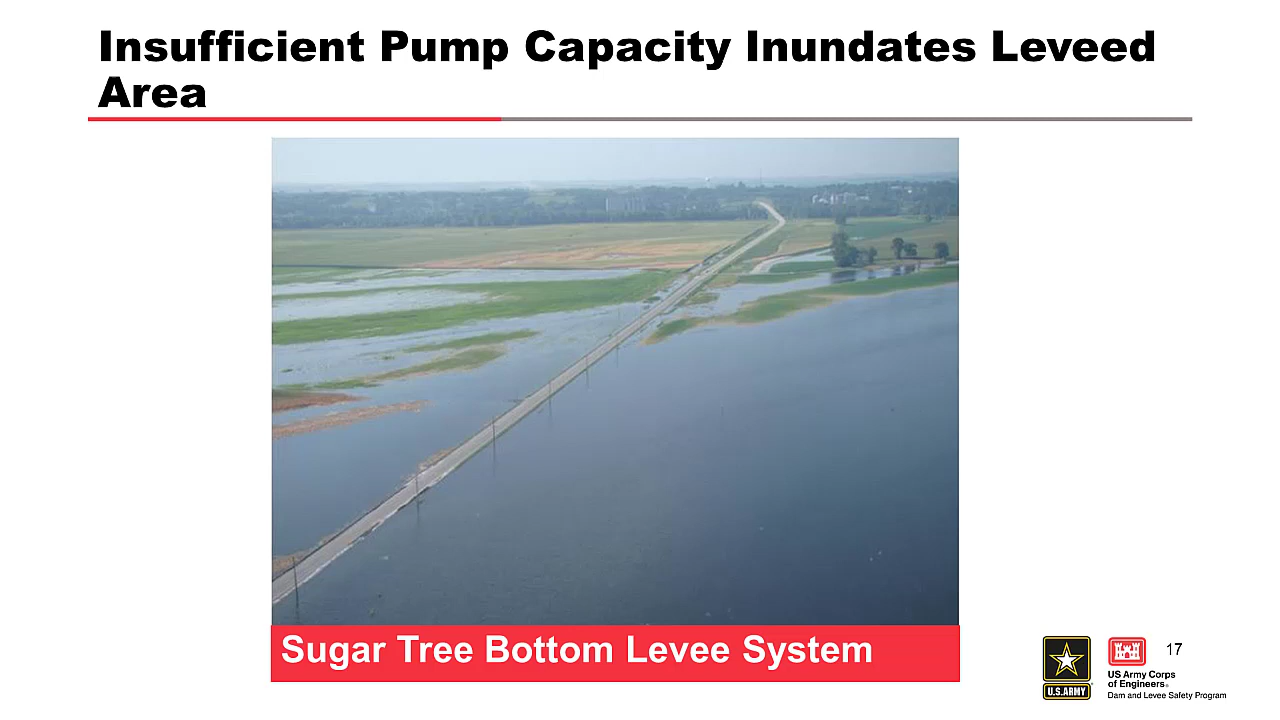 Insufficient Pump Capacity Inundates Leveed
Area
Sugar Tree Bottom Levee System
17
U.S.ARMY
US Army Corps
of Engineers®
Dam and Levee Safety Program